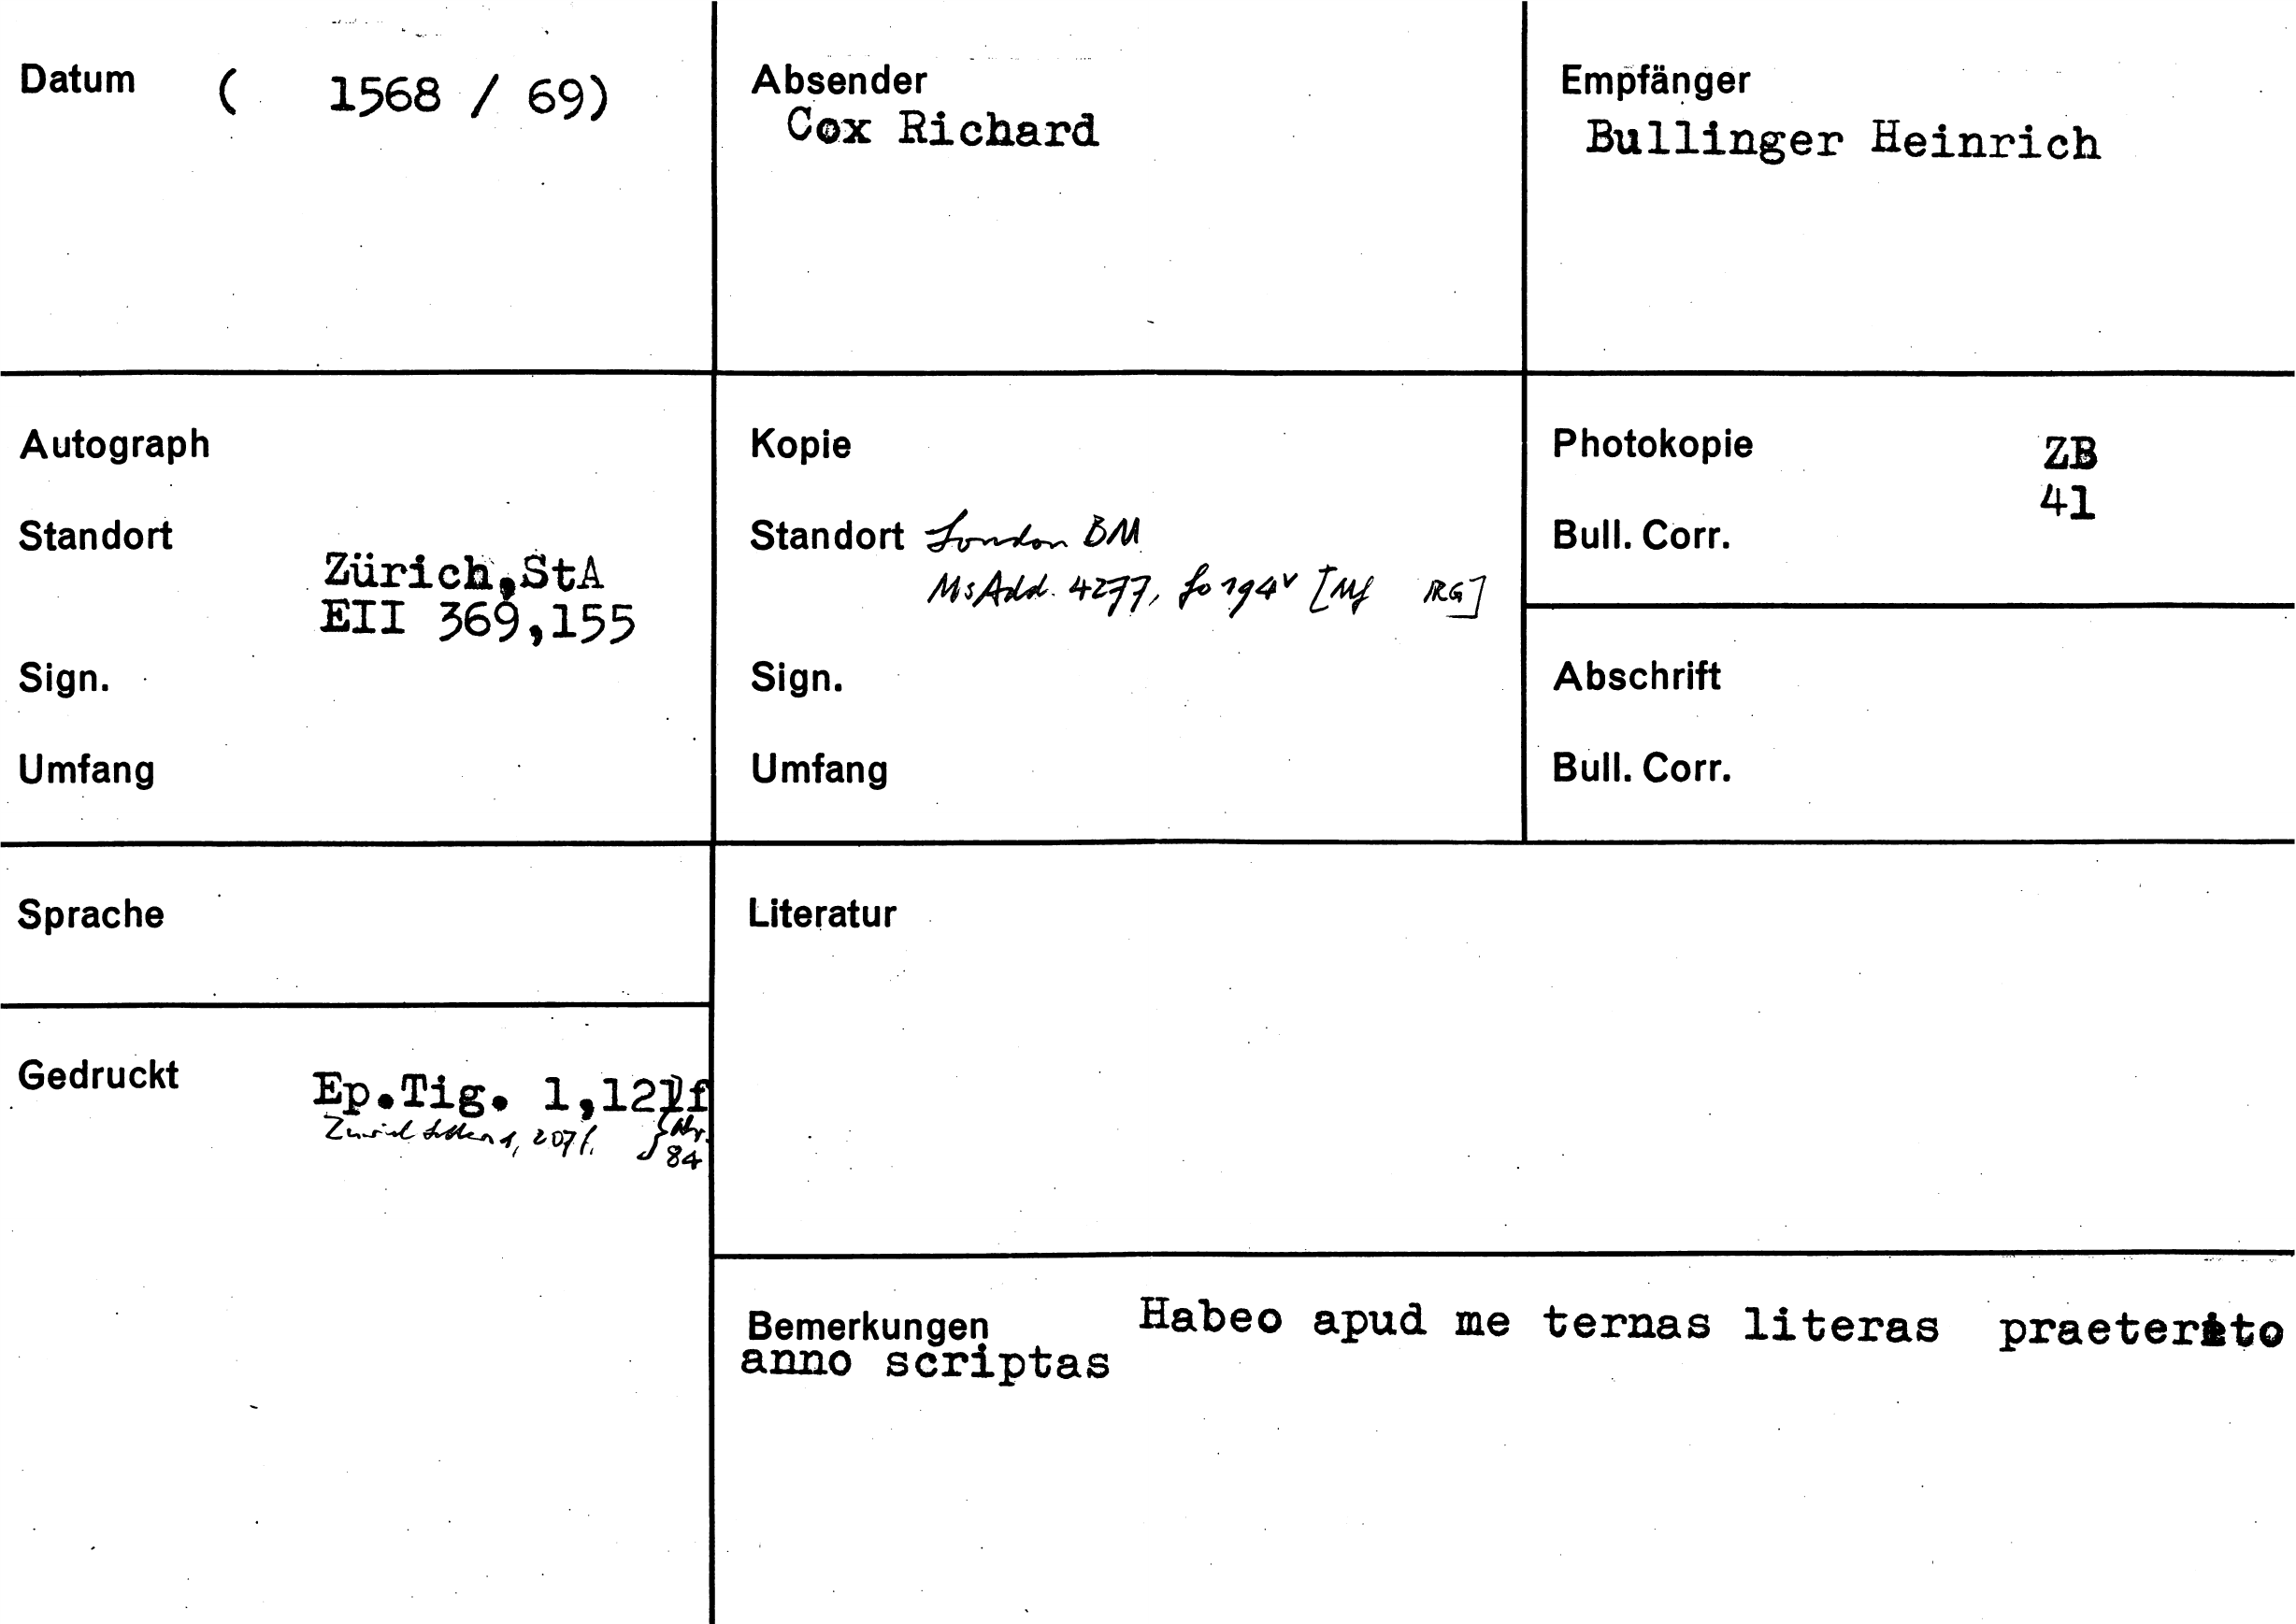 Datum ( 1568 / 69)
Absender
Cox Richard
Empfänger
Bullinger Heinrich
Autograph
Standort
Zürich,StA
EII 369,155
Sign.
Umfang
Kopie
Standort London BM
Ms Add. 4277, fo 194v [Mf RG]
Sign.
Umfang
Photokopie ZB
41
Bull. Corr.
Abschrift
Bull. Corr.
Sprache
Literatur
Gedruckt Ep.Tig. 1,121f
Zurich Letters 1, 207f. } Nr.
84
Bemerkungen Habeo apud me ternas literas praeterito
anno scriptas